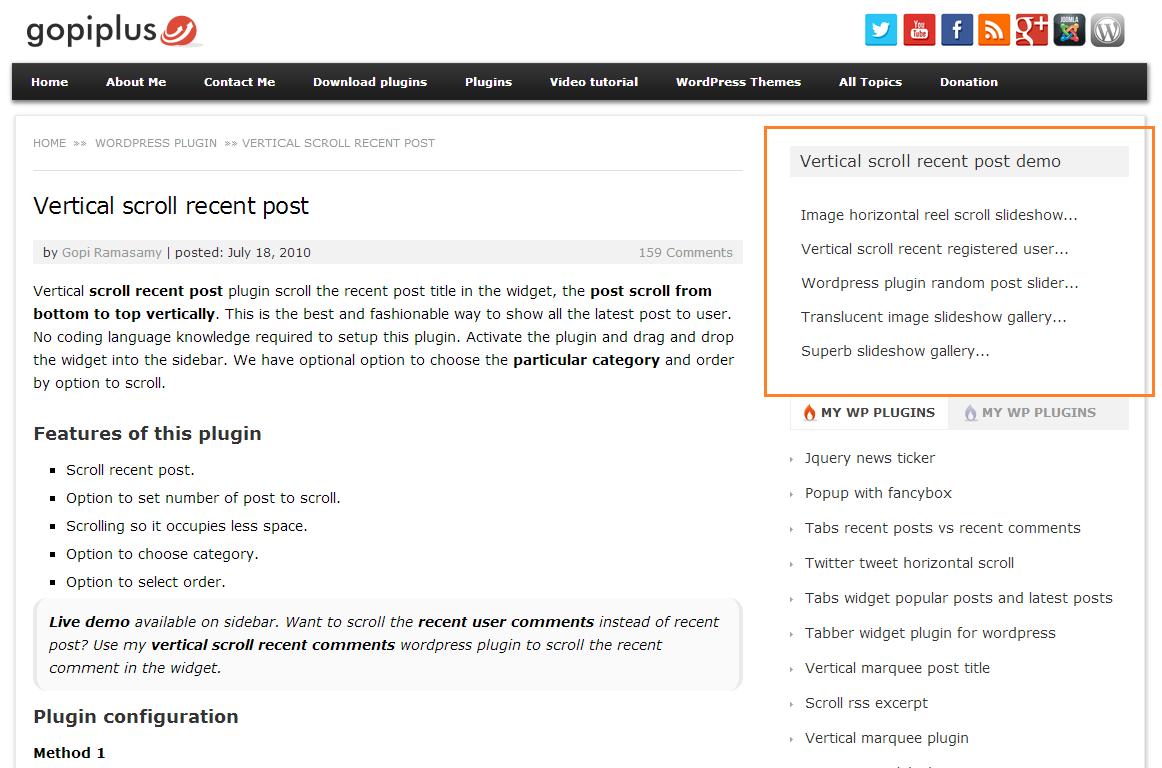 gopiplus
You Tube
JOOMLA
Home About Me Contact Me Download plugins Plugins Video tutorial WordPress Themes All Topics Donation
HOME »» WORDPRESS PLUGIN »» VERTICAL SCROLL RECENT POST
Vertical scroll recent post
by Gopi Ramasamy | posted: July 18, 2010 159 Comments
Vertical scroll recent post plugin scroll the recent post title in the widget, the post scroll from
bottom to top vertically. This is the best and fashionable way to show all the latest post to user.
No coding language knowledge required to setup this plugin. Activate the plugin and drag and drop
the widget into the sidebar. We have optional option to choose the particular category and order
by option to scroll.
Features of this plugin
Scroll recent post.
Option to set number of post to scroll.
Scrolling so it occupies less space.
Option to choose category.
Option to select order.
Live demo available on sidebar. Want to scroll the recent user comments instead of recent
post? Use my vertical scroll recent comments wordpress plugin to scroll the recent
comment in the widget.
Plugin configuration
Method 1
Vertical scroll recent post demo
Image horizontal reel scroll slideshow...
Vertical scroll recent registered user...
Wordpress plugin random post slider...
Translucent image slideshow gallery...
Superb slideshow gallery...
MY WP PLUGINS MY WP PLUGINS
Jquery news ticker
Popup with fancybox
Tabs recent posts vs recent comments
Twitter tweet horizontal scroll
Tabs widget popular posts and latest posts
Tabber widget plugin for wordpress
Vertical marquee post title
Scroll rss excerpt
Vertical marquee plugin